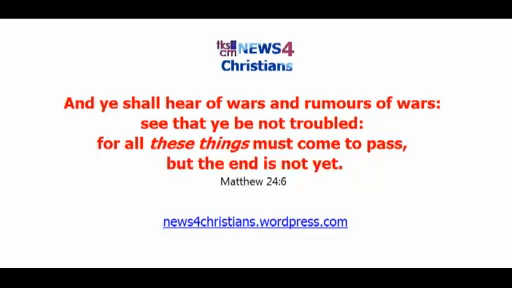 tks cm NEWS4
Christians
And ye shall hear of wars and rumours of wars:
see that ye be not troubled:
for all these things must come to pass,
but the end is not yet.
Matthew 24:6
news4christians.wordpress.com